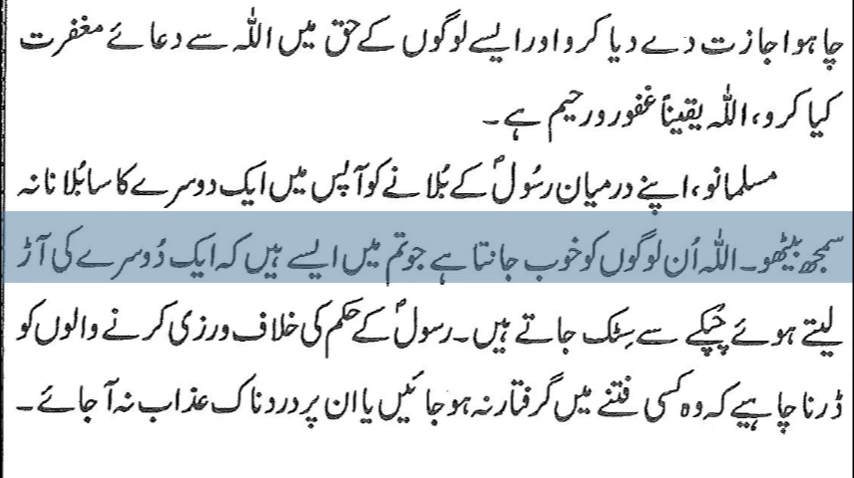 چاہو اجازت دے دیا کرو اور ایسے لوگوں کے حق میں اللہ سے دعائے مغفرت
کیا کرو، اللہ یقیناً غفور و رحیم ہے۔
مسلمانو، اپنے درمیان رسُولؐ کے بُلانے کو آپس میں ایک دوسرے کا سا بُلانا نہ
سمجھ بیٹھو۔ اللہ اُن لوگوں کو خوب جانتا ہے جو تم میں ایسے ہیں کہ ایک دُوسرے کی آڑ
لیتے ہوئے چُپکے سے سٹک جاتے ہیں۔ رسولؐ کے حکم کی خلاف ورزی کرنے والوں کو
ڈرنا چاہیے کہ وہ کسی فتنے میں گرفتار نہ ہو جائیں یا ان پر دردناک عذاب نہ آ جائے۔